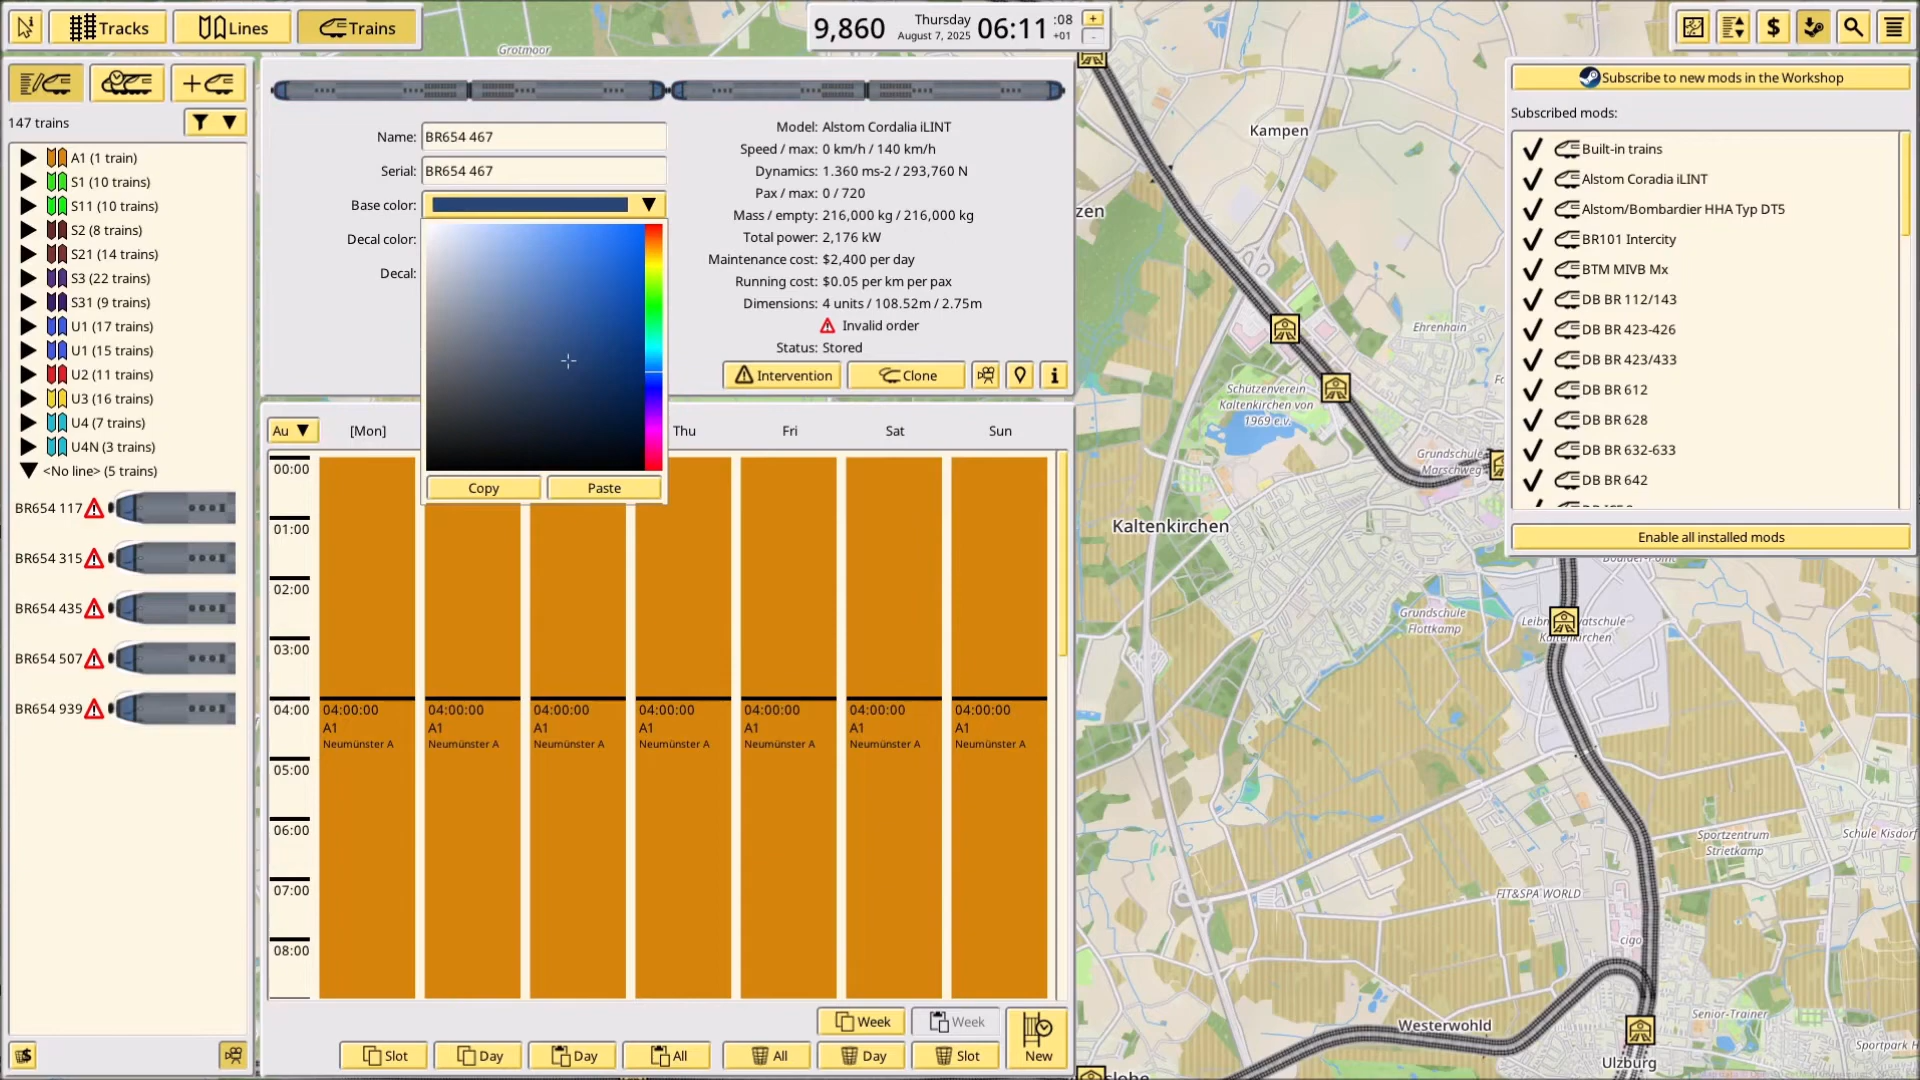 Tracks
Lines
Trains
9,860
Thursday
August 7, 2025
06:11
:08
+01
+
-
147 trains
A1 (1 train)
S1 (10 trains)
S11 (10 trains)
S2 (8 trains)
S21 (14 trains)
S3 (22 trains)
S31 (9 trains)
U1 (17 trains)
U1 (15 trains)
U2 (11 trains)
U3 (16 trains)
U4 (7 trains)
U4N (3 trains)
<No line> (5 trains)
BR654 117
BR654 315
BR654 435
BR654 507
BR654 939
Name: BR654 467
Serial: BR654 467
Base color:
Decal color:
Decal:
Copy
Paste
Model: Alstom Cordalia iLINT
Speed / max: 0 km/h / 140 km/h
Dynamics: 1.360 ms-2 / 293,760 N
Pax / max: 0 / 720
Mass / empty: 216,000 kg / 216,000 kg
Total power: 2,176 kW
Maintenance cost: $2,400 per day
Running cost: $0.05 per km per pax
Dimensions: 4 units / 108.52m / 2.75m
Invalid order
Status: Stored
Intervention
Clone
Au
[Mon]
Thu
Fri
Sat
Sun
00:00
01:00
02:00
03:00
04:00
05:00
06:00
07:00
08:00
04:00:00
A1
Neumünster A
04:00:00
A1
Neumünster A
04:00:00
A1
Neumünster A
04:00:00
A1
Neumünster A
04:00:00
A1
Neumünster A
04:00:00
A1
Neumünster A
04:00:00
A1
Neumünster A
Week
Week
Slot
Day
Day
All
All
Day
Slot
New
Subscribe to new mods in the Workshop
Subscribed mods:
Built-in trains
Alstom Coradia iLINT
Alstom/Bombardier HHA Typ DT5
BR101 Intercity
BTM MIVB Mx
DB BR 112/143
DB BR 423-426
DB BR 423/433
DB BR 612
DB BR 628
DB BR 632-633
DB BR 642
Enable all installed mods
Grotmoor
Kampen
zen
Ehrenhain
Schützenverein
Kaltenkirchen von
1969 e.v.
Grundschule
Marschweg
Kaltenkirchen
Grundschule
Flottkamp
Kaltenkirchen
Sportzentrum
Strietkamp
Schule Kisdorf
FIT&SPA WORLD
cigo
Westerwohld
Senior-Trainer
Sportpark H
Ulzburg
slohe